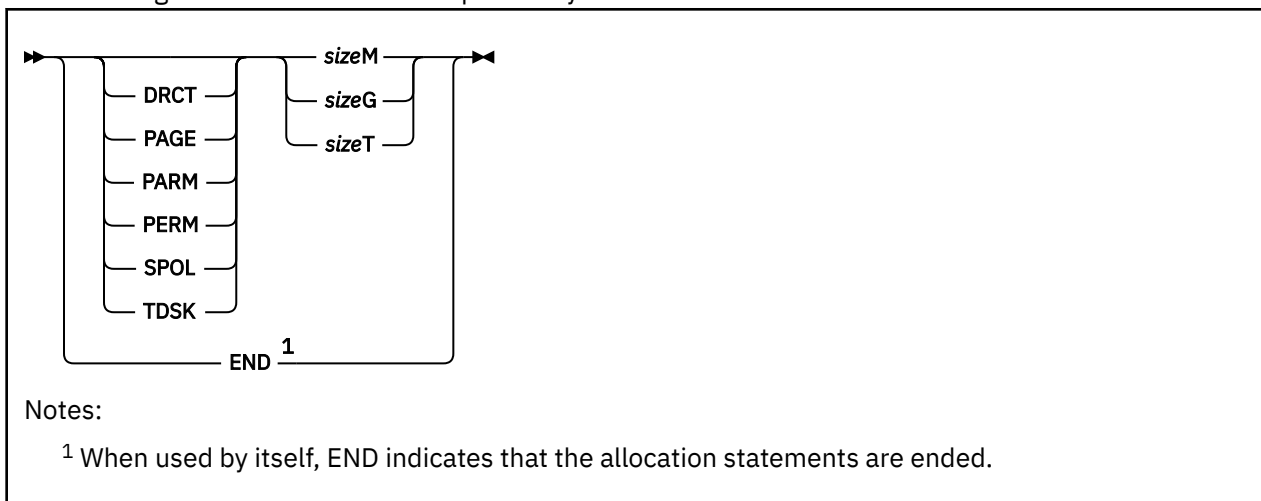 sizeM
DRCT
sizeG
PAGE
sizeT
PARM
PERM
SPOL
TDSK
END 1
Notes:
1 When used by itself, END indicates that the allocation statements are ended.